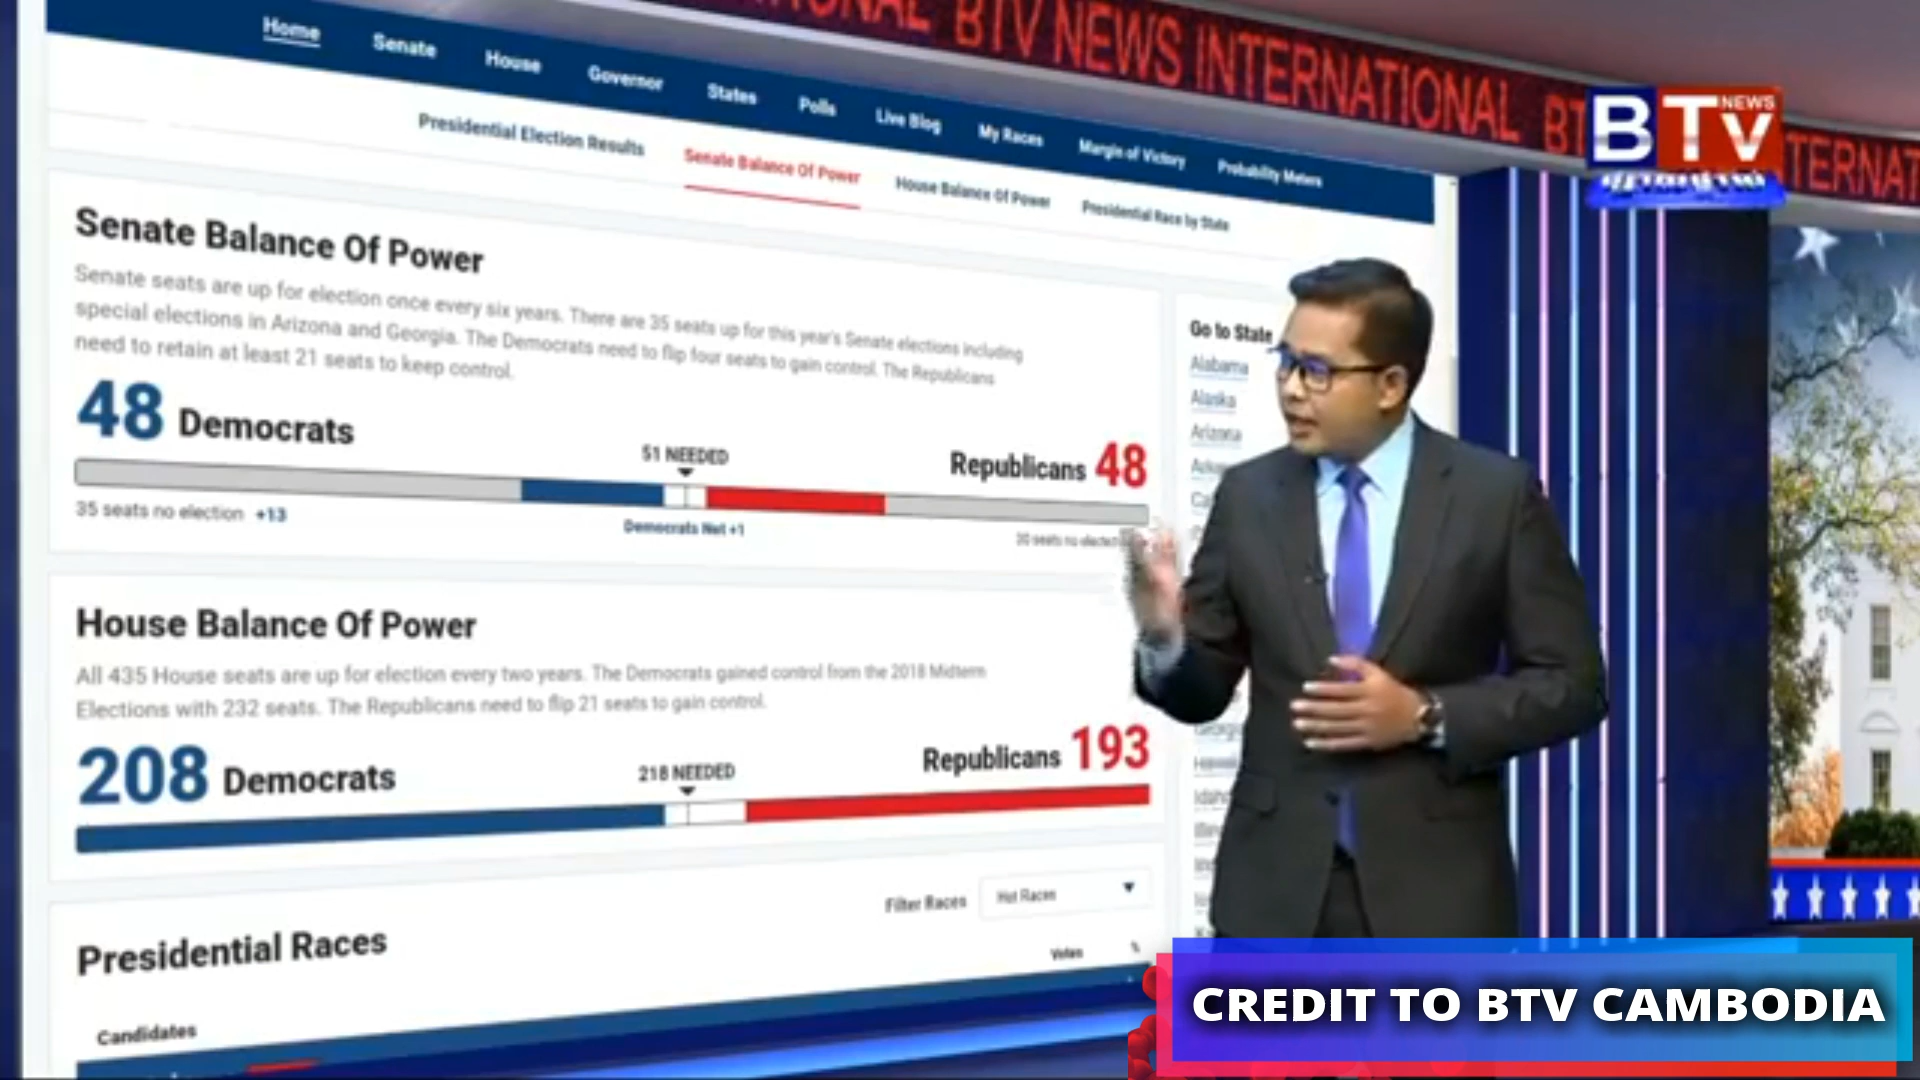 BTV NEWS INTERNATIONAL
BTV NEWS
Home Senate House Governor States Polls Live Blog My Races Margin of Victory Probability Meters
Presidential Election Results Senate Balance Of Power House Balance Of Power Presidential Race by State
Senate Balance Of Power
Senate seats are up for election once every six years. There are 35 seats up for this year's Senate elections including
special elections in Arizona and Georgia. The Democrats need to flip four seats to gain control. The Republicans
need to retain at least 21 seats to keep control.
48 Democrats
51 NEEDED
Republicans 48
35 seats no election +13
Democrats Net +1
30 seats no
House Balance Of Power
All 435 House seats are up for election every two years. The Democrats gained control from the 2018 Midterm
Elections with 232 seats. The Republicans need to flip 21 seats to gain control.
208 Democrats
218 NEEDED
Republicans 193
Filter Races Hot Races
Presidential Races
Votes %
Candidates
Go to State
Alabama
Alaska
Arizona
CREDIT TO BTV CAMBODIA